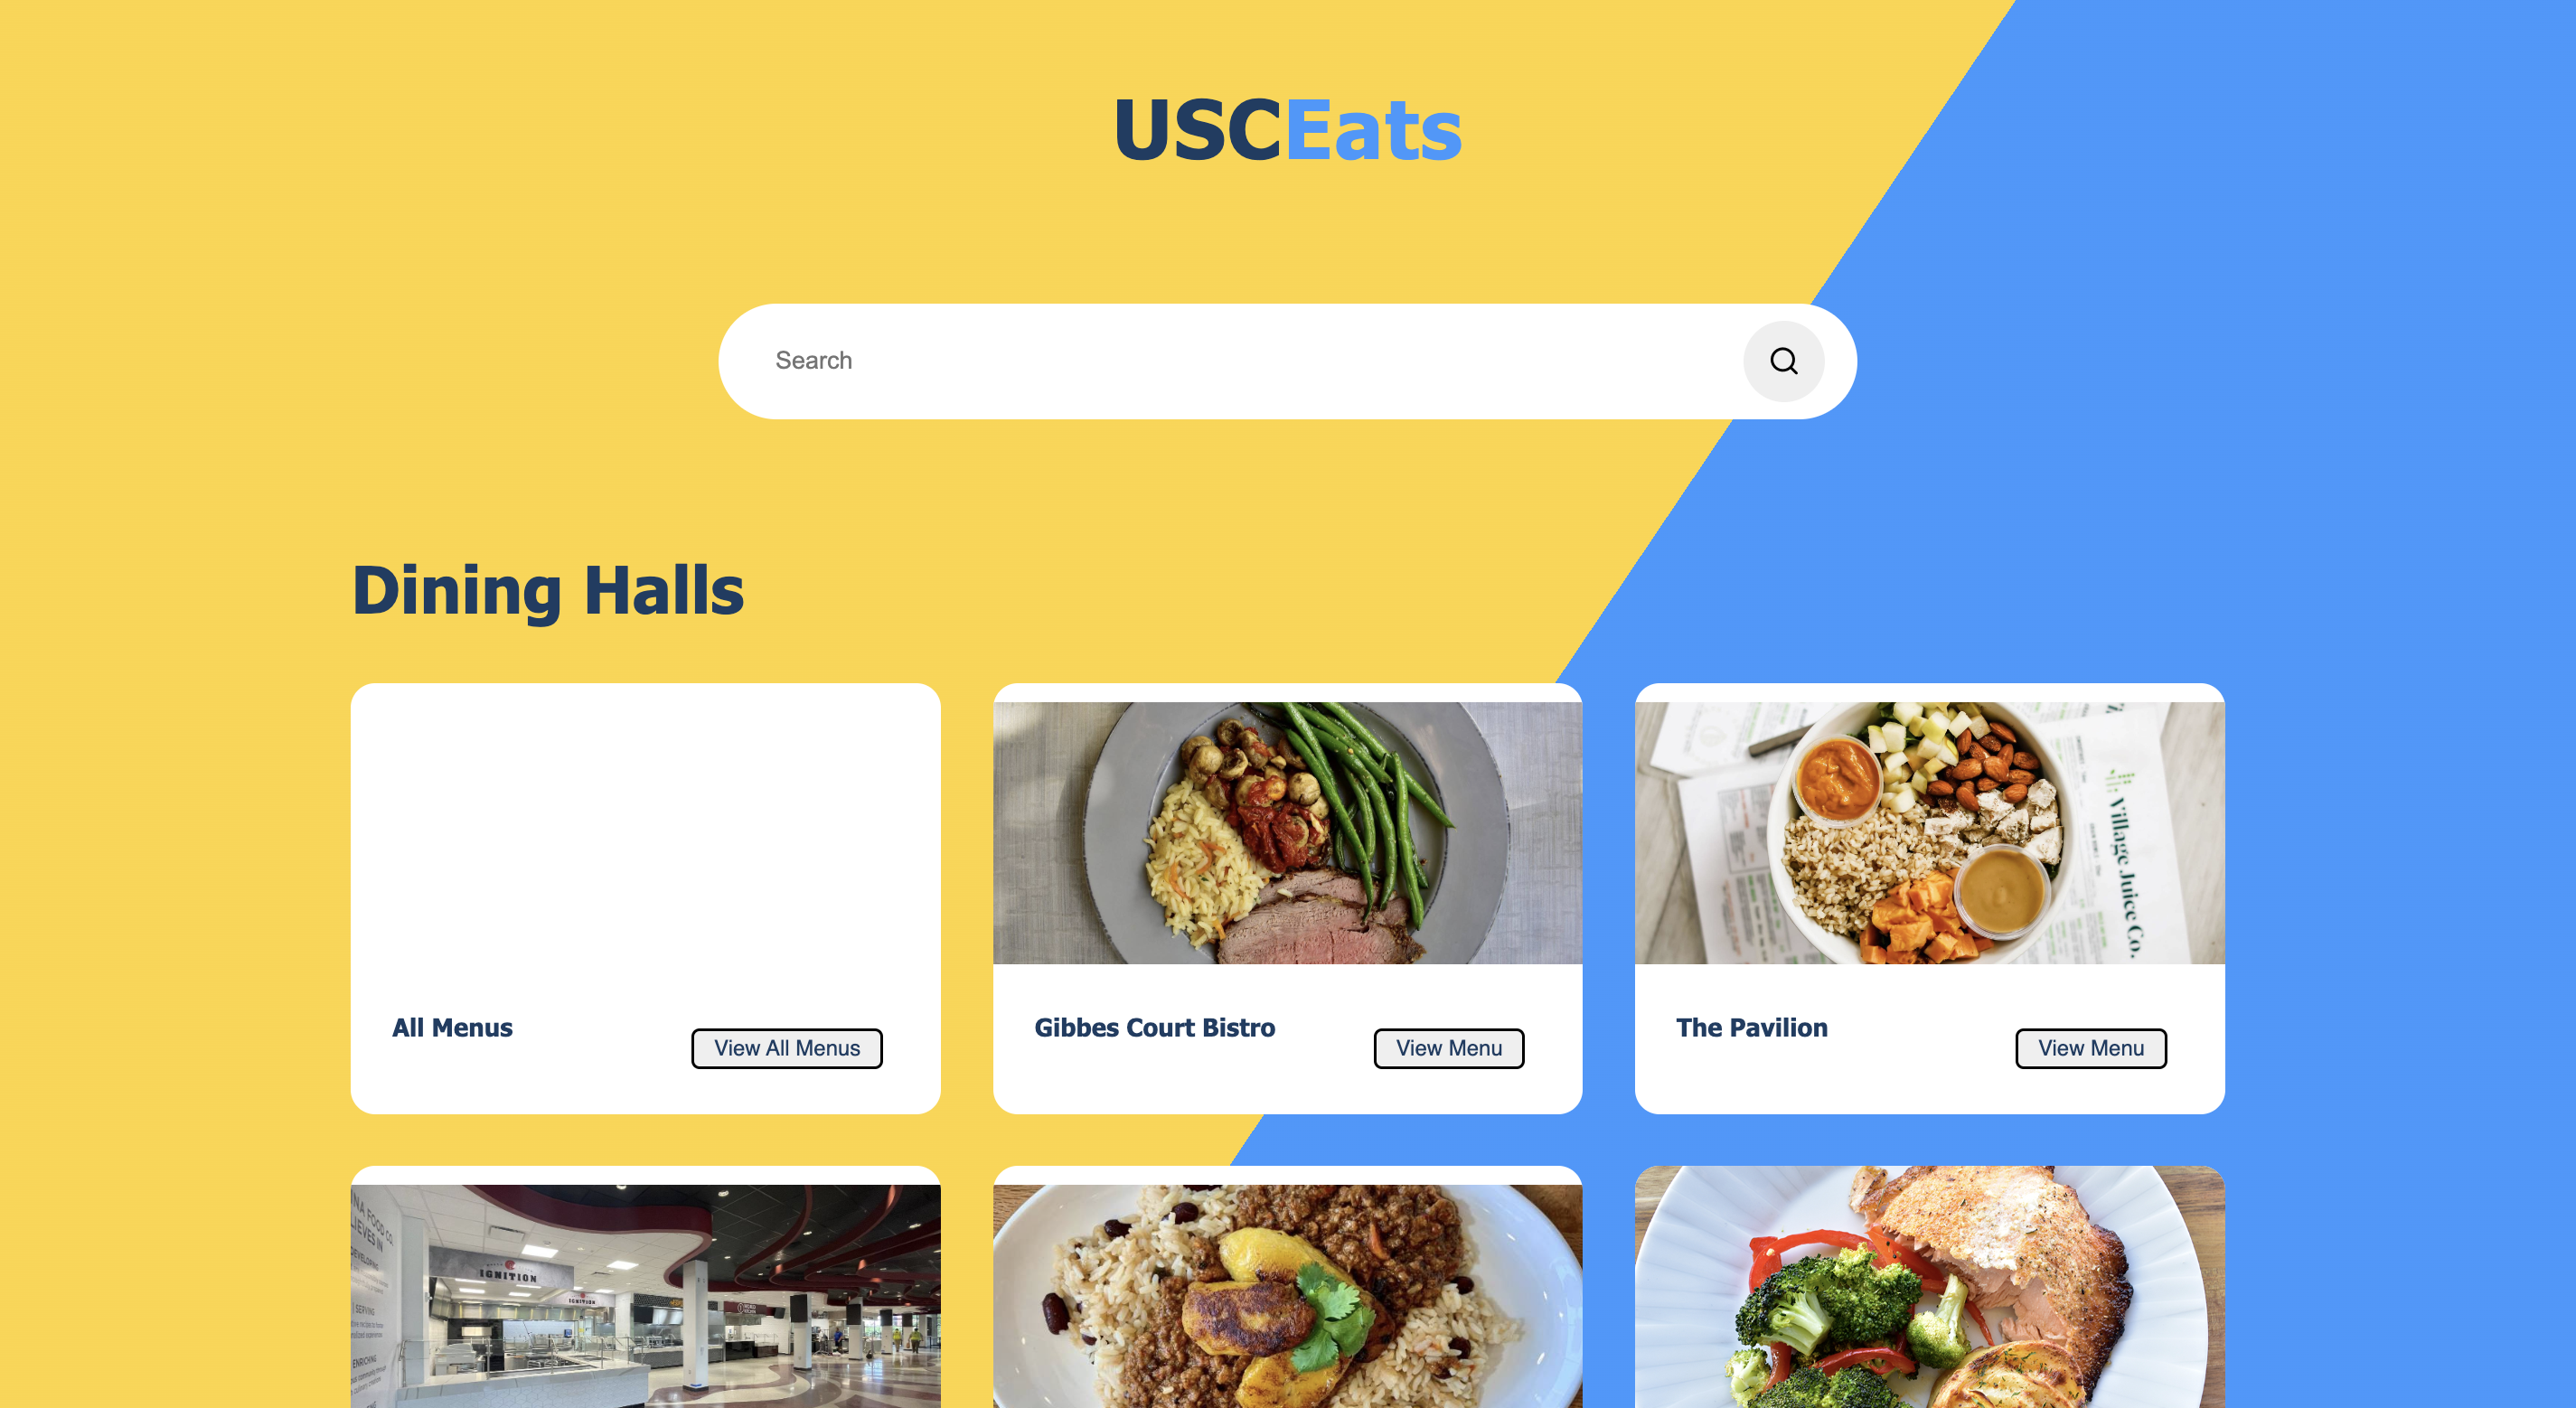 USCEats
Search
Dining Halls
Village Juice Co.
All Menus
View All Menus
Gibbes Court Bistro
View Menu
The Pavilion
View Menu
IGNITION
IGNITION